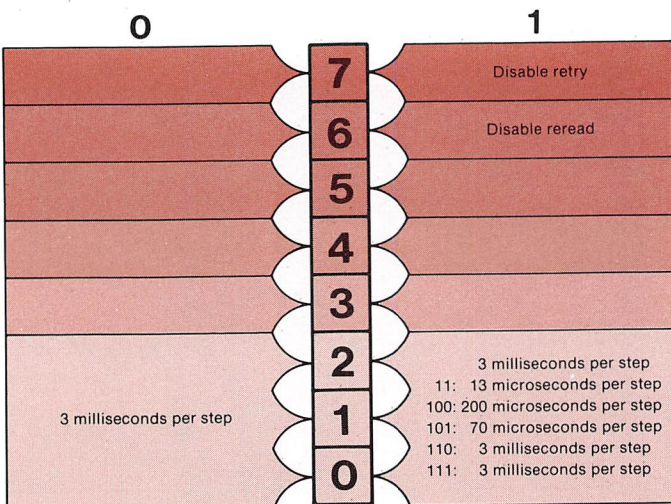 0
1
7
Disable retry
6
Disable reread
5
4
3
2
1
0
3 milliseconds per step
3 milliseconds per step
11: 13 microseconds per step
100: 200 microseconds per step
101: 70 microseconds per step
110: 3 milliseconds per step
111: 3 milliseconds per step